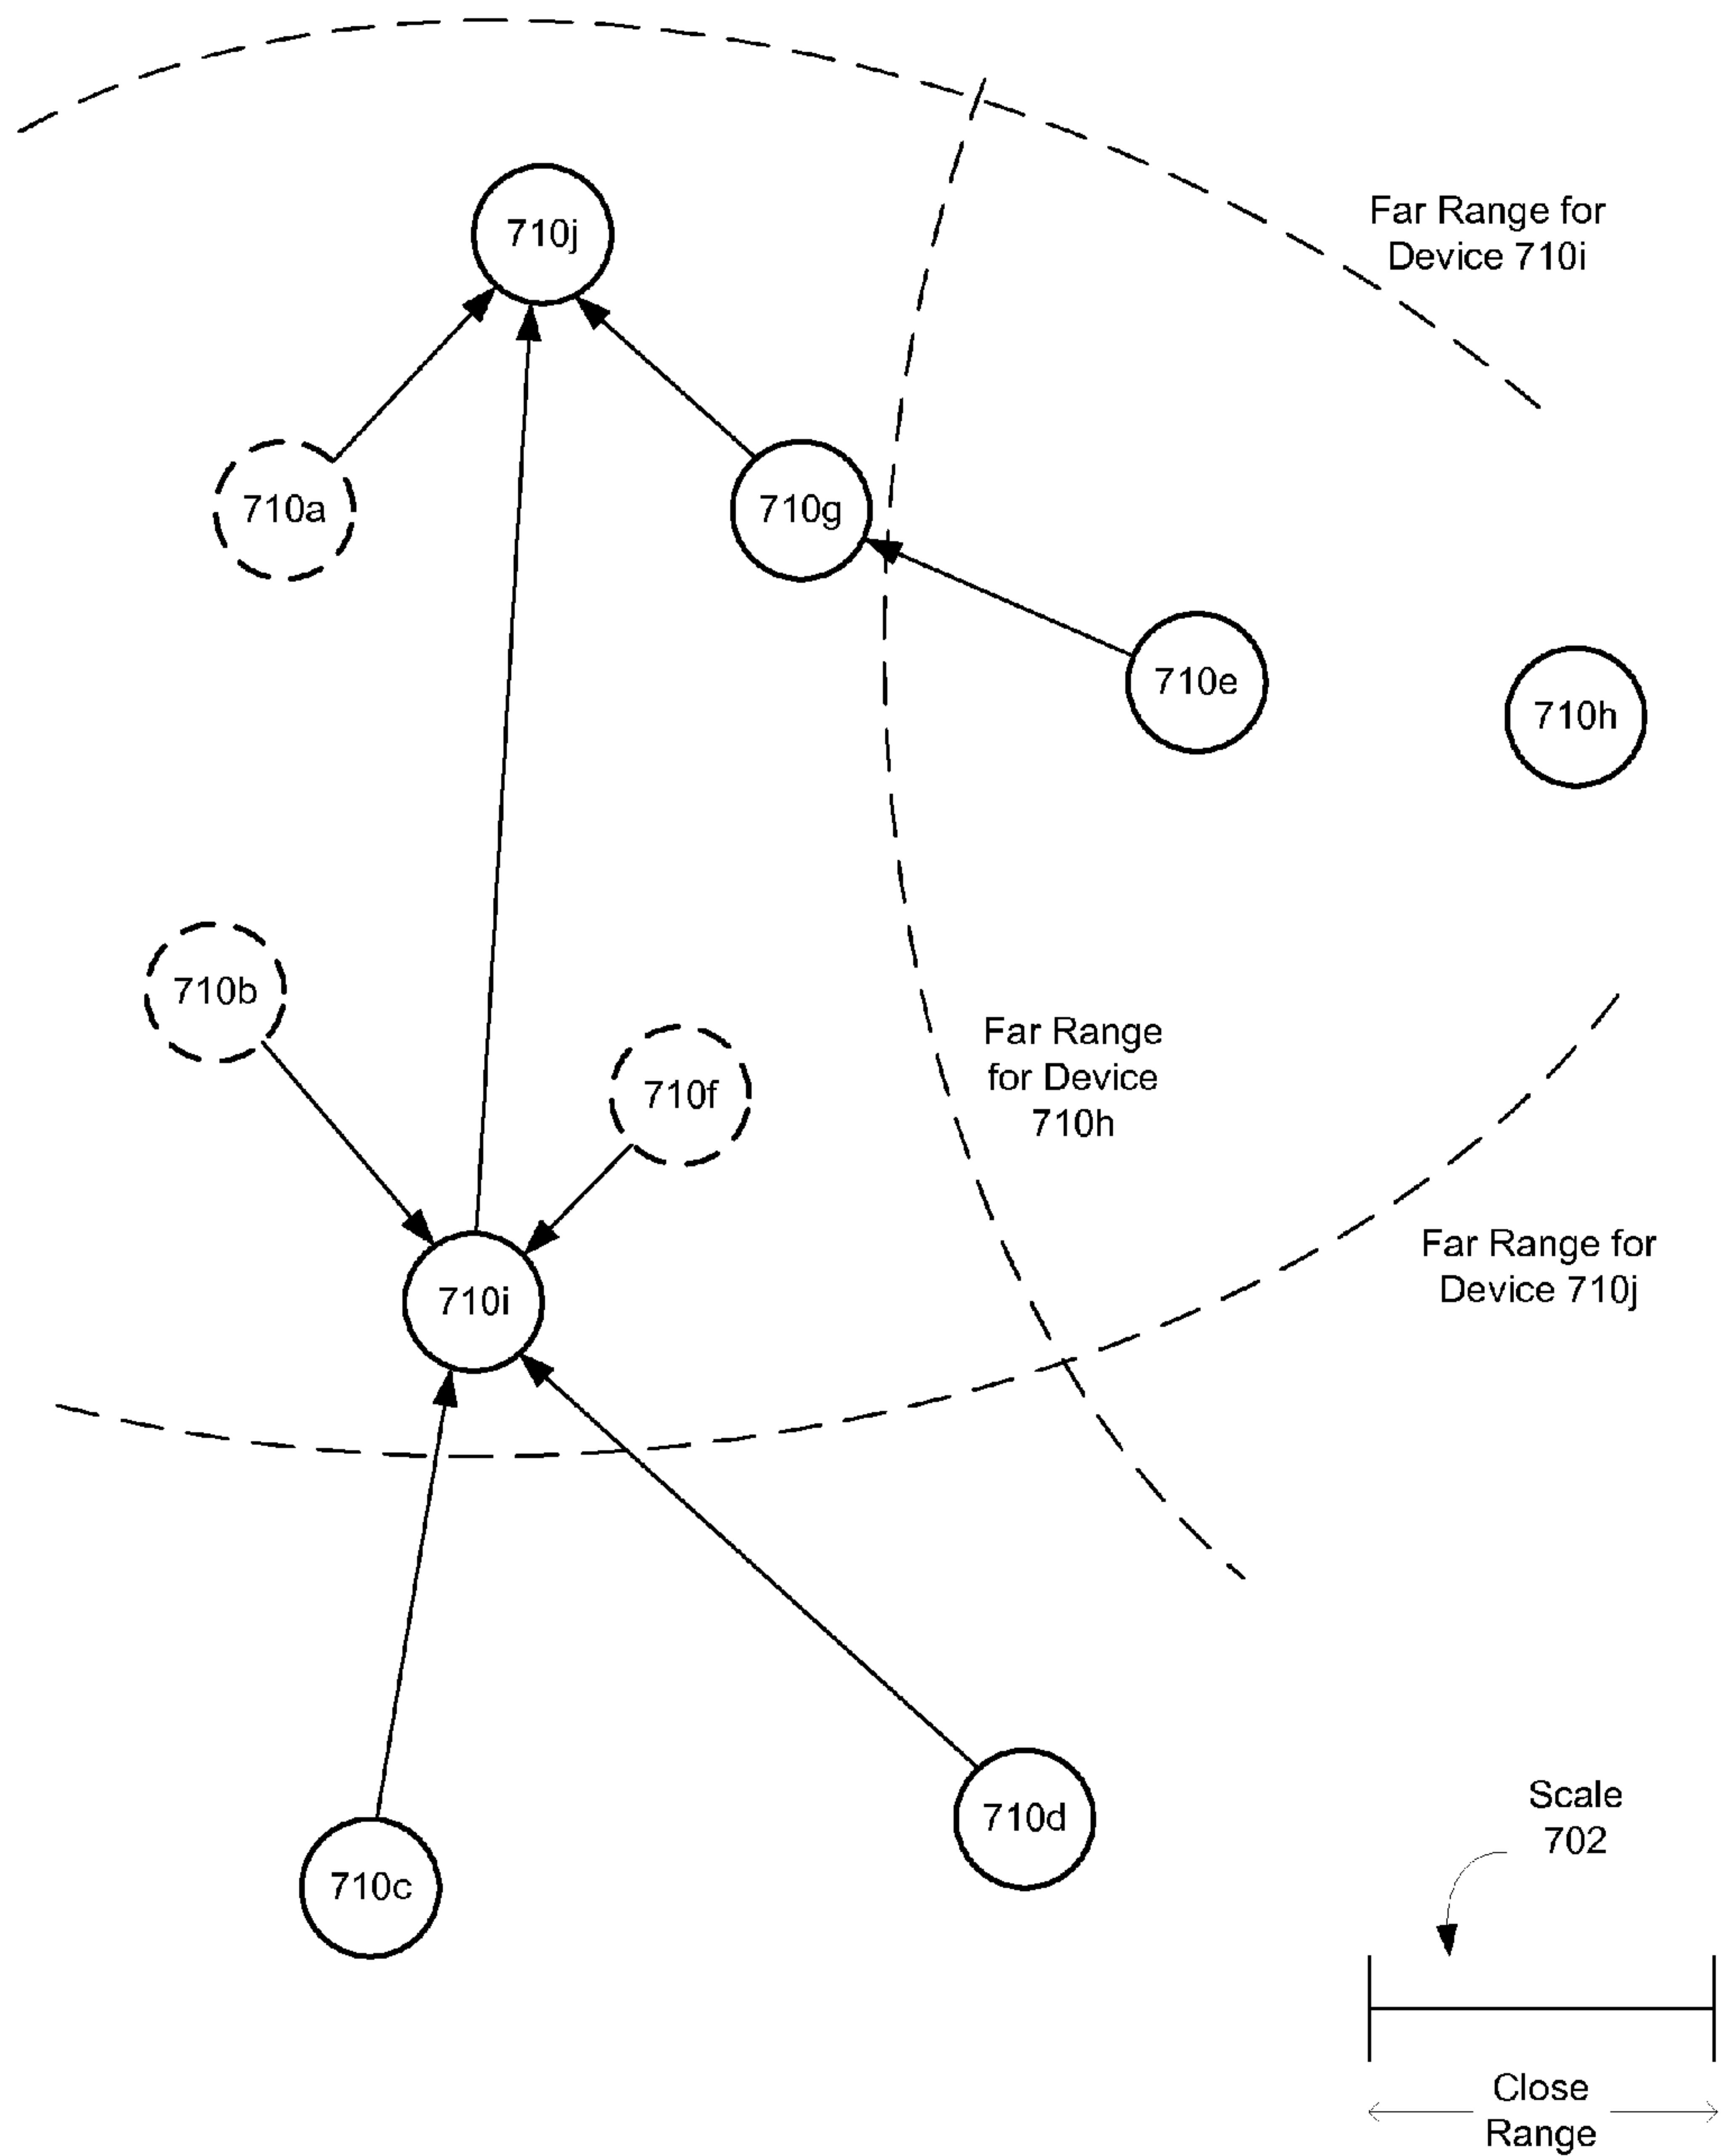 Far Range for
Device 710i
710j
710a
710g
710e
710h
710b
710f
Far Range
for Device
710h
Far Range for
Device 710j
710i
710d
710c
Scale
702
Close
Range